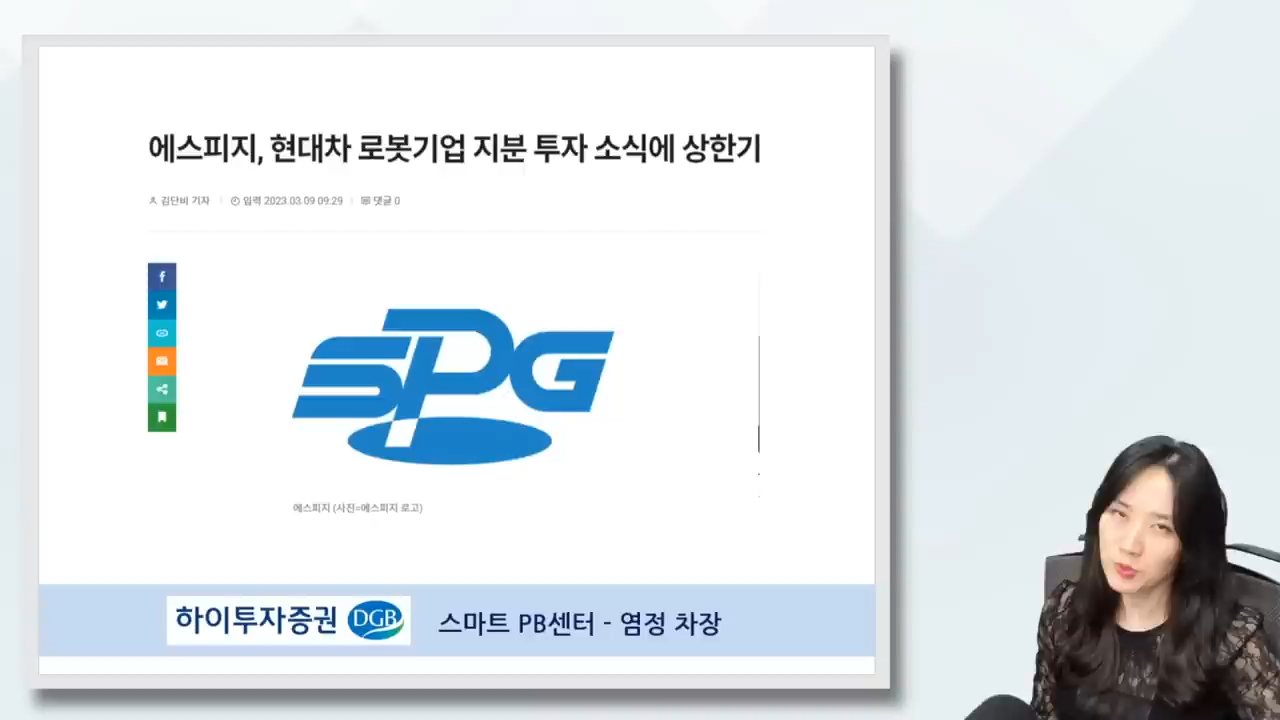 에스피지, 현대차 로봇기업 지분 투자 소식에 상한기
김단비 기자 입력 2023.03.09 09:29 댓글 0
SPG
에스피지 (사진=에스피지 로고)
하이투자증권 DGB 스마트 PB센터 - 염정 차장